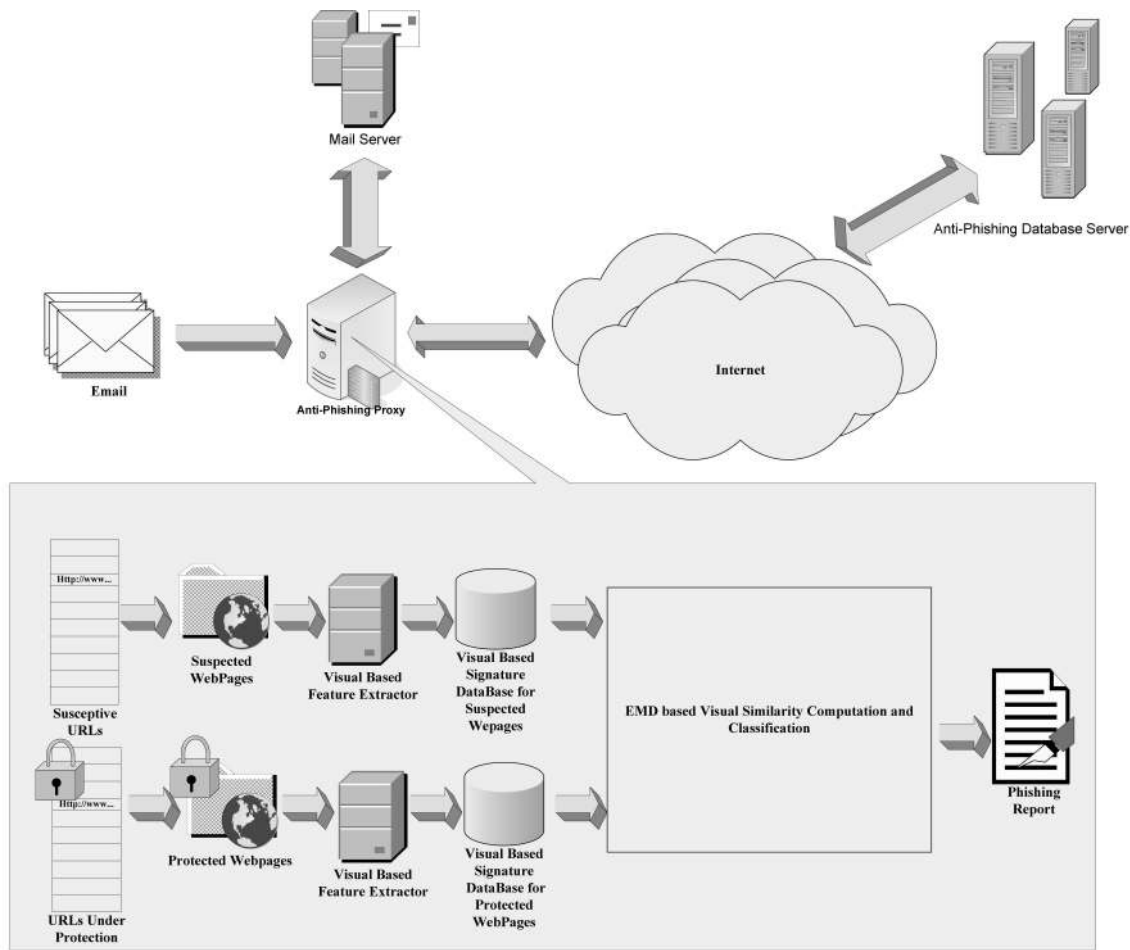 Mail Server
Anti-Phishing Database Server
Internet
Email
Anti-Phishing Proxy
Http://www...
Suspected
WebPages
Visual Based
Feature Extractor
Visual Based
Signature
DataBase for
Suspected
Wepages
Susceptive
URLs
EMD based Visual Similarity Computation and
Classification
Phishing
Report
Http://www...
Protected Webpages
Visual Based
Feature Extractor
Visual Based
Signature
DataBase for
Protected
WebPages
URLs Under
Protection